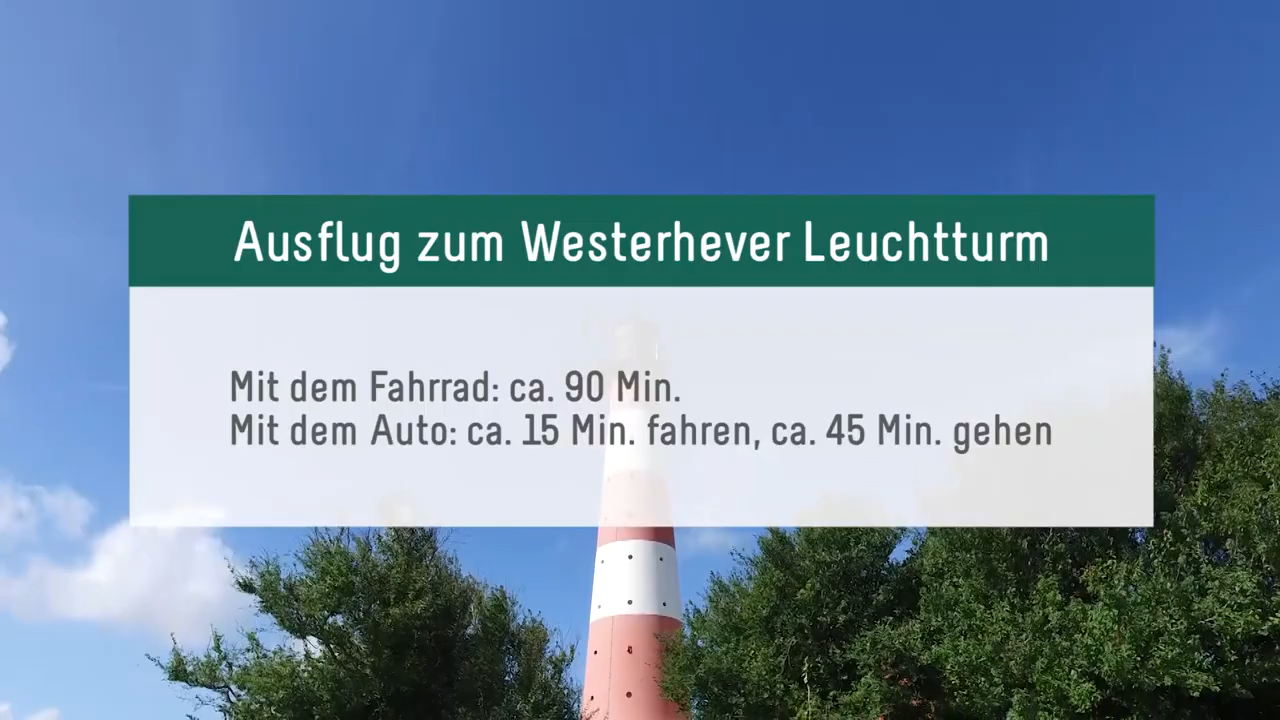 Ausflug zum Westerhever Leuchtturm
Mit dem Fahrrad: ca. 90 Min.
Mit dem Auto: ca. 15 Min. fahren, ca. 45 Min. gehen